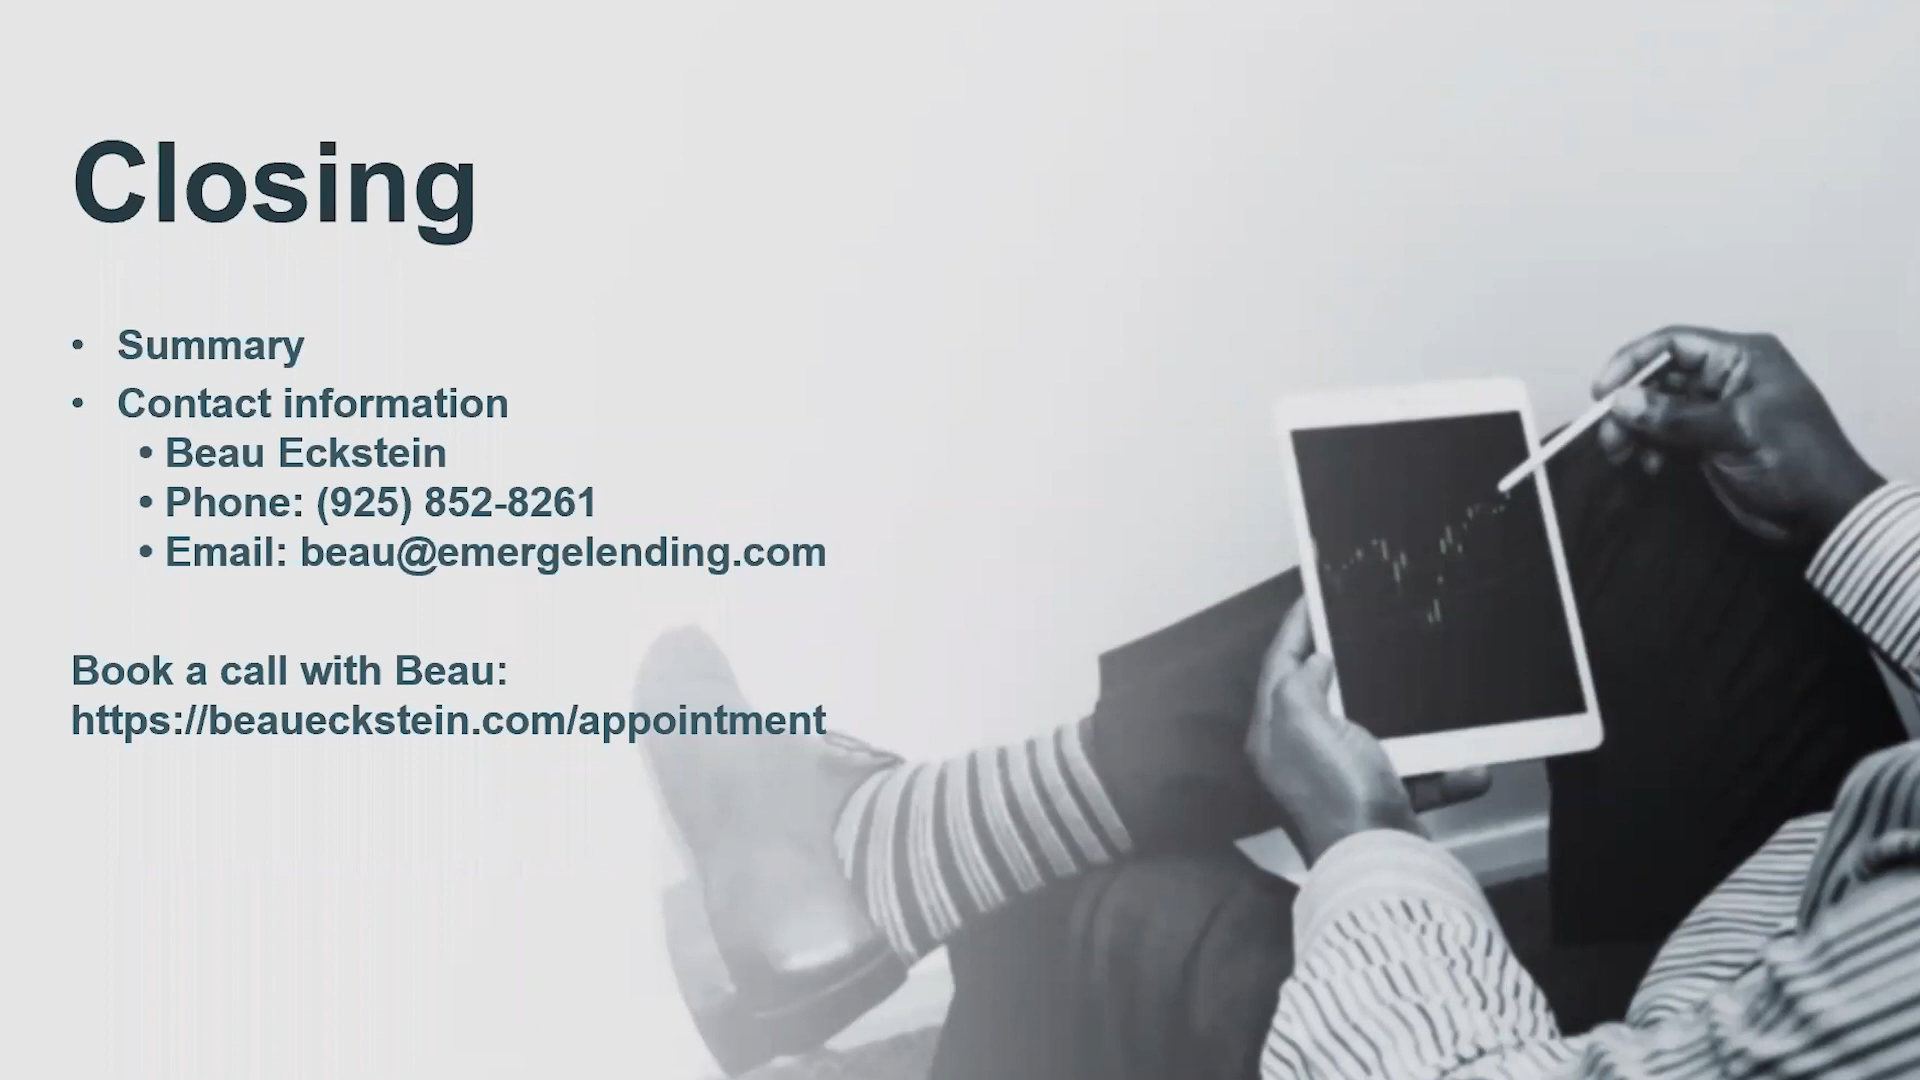 Closing
• Summary
• Contact information
• Beau Eckstein
• Phone: (925) 852-8261
• Email: beau@emergelending.com
Book a call with Beau:
https://beaueckstein.com/appointment